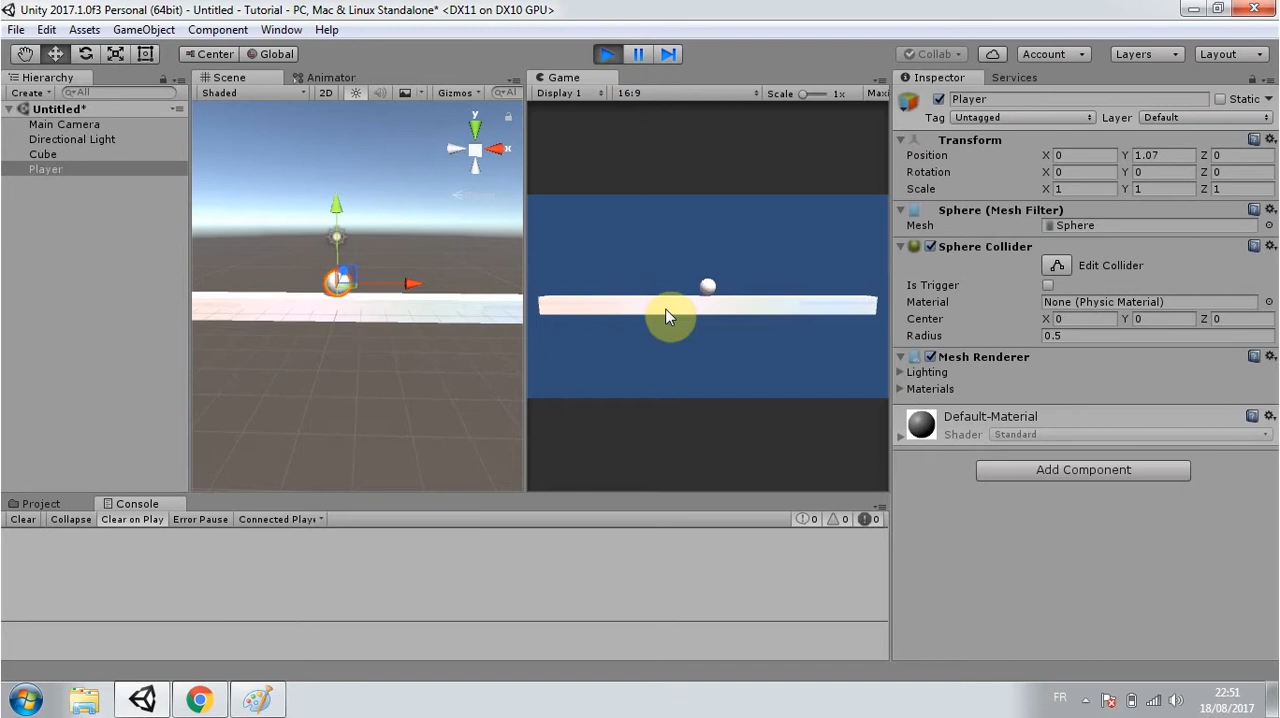 Unity 2017.1.0f3 Personal (64bit) - Untitled - Tutorial - PC, Mac & Linux Standalone* <DX11 on DX10 GPU>
File Edit Assets GameObject Component Window Help
Center Global Collab Account Layers Layout
Hierarchy
Create All
Untitled*
Main Camera
Directional Light
Cube
Player
Scene Animator
Shaded 2D Gizmos All
y
x
Game
Display 1 16:9 Scale 1x Maxi
Inspector Services
Player Static
Tag Untagged Layer Default
Transform
Position X 0 Y 1.07 Z 0
Rotation X 0 Y 0 Z 0
Scale X 1 Y 1 Z 1
Sphere (Mesh Filter)
Mesh Sphere
Sphere Collider
Edit Collider
Is Trigger
Material None (Physic Material)
Center X 0 Y 0 Z 0
Radius 0.5
Mesh Renderer
Lighting
Materials
Default-Material
Shader Standard
Add Component
Project Console
Clear Collapse Clear on Play Error Pause Connected Playe 0 0 0
FR 22:51
18/08/2017